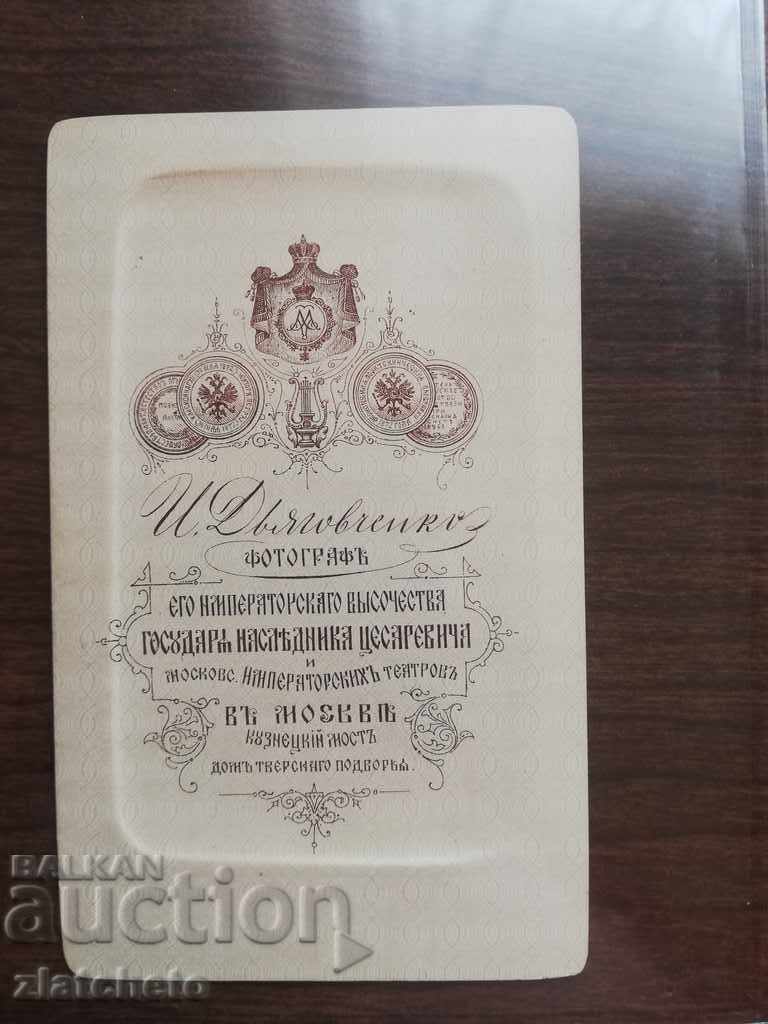 И. Дьяговченко
ФОТОГРАФЪ
ЕГО ИМПЕРАТОРСКАГО ВЫСОЧЕСТВА
ГОСУДАРЯ НАСЛѢДНИКА ЦЕСАРЕВИЧА
И
МОСКОВС. ИМПЕРАТОРСКИХЪ ТЕАТРОВЪ
ВЪ МОСКВѢ
КУЗНЕЦКІЙ МОСТЪ
ДОМЪ ТВЕРСКАГО ПОДВОРЬЯ.
BALKAN
auction
zlatcheto